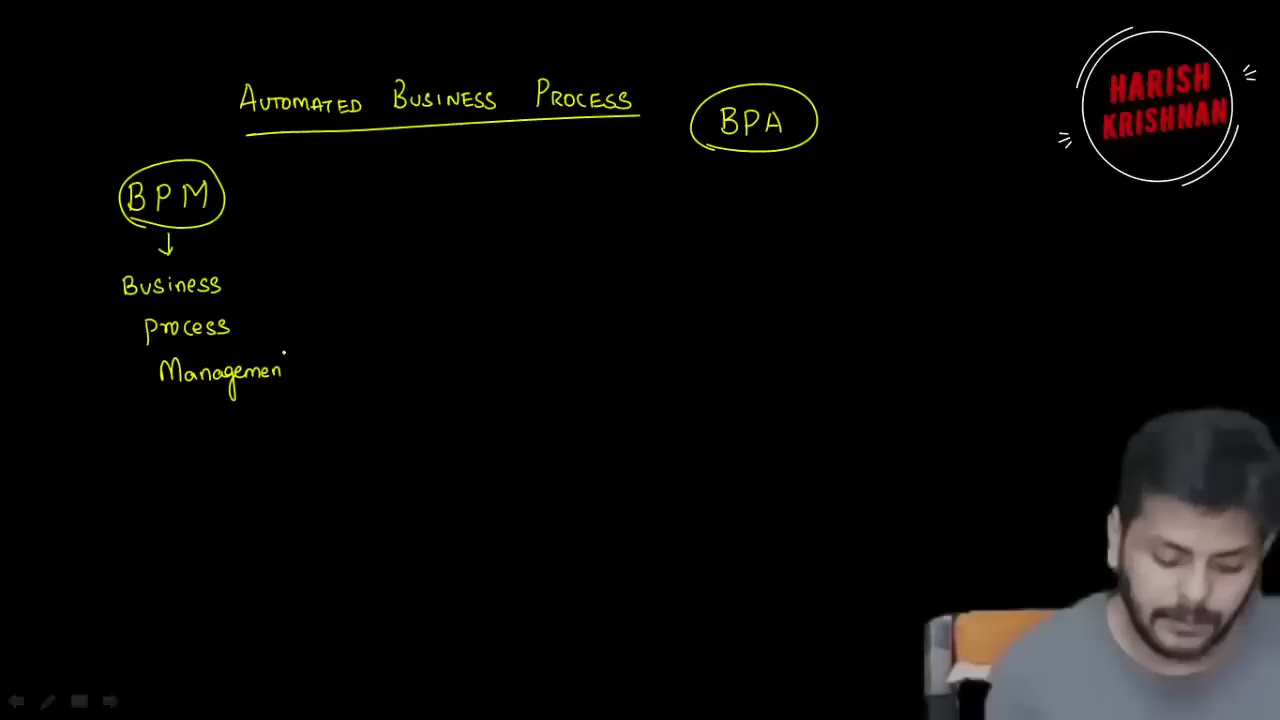 AUTOMATED BUSINESS PROCESS
BPA
HARISH
KRISHNAN
BPM
Business
Process
Managemen